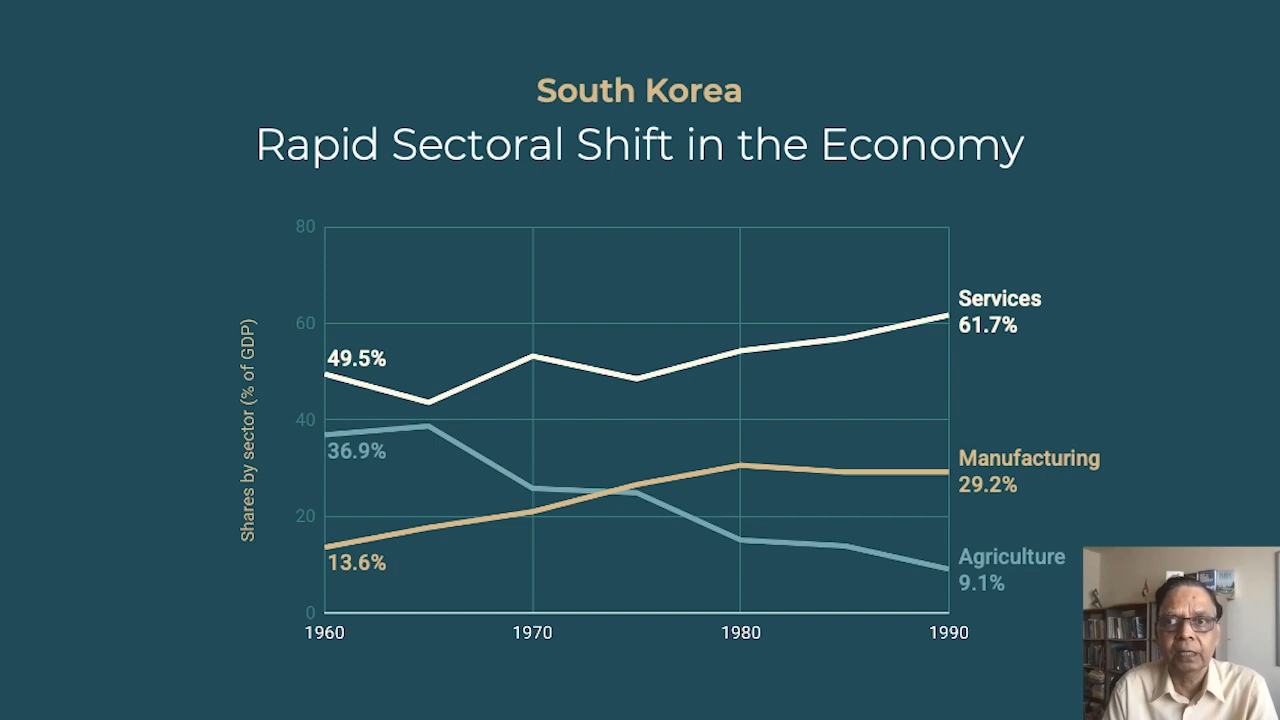 South Korea
Rapid Sectoral Shift in the Economy
Shares by sector (% of GDP)
80
60
40
20
0
1960
1970
1980
1990
49.5%
36.9%
13.6%
Services
61.7%
Manufacturing
29.2%
Agriculture
9.1%